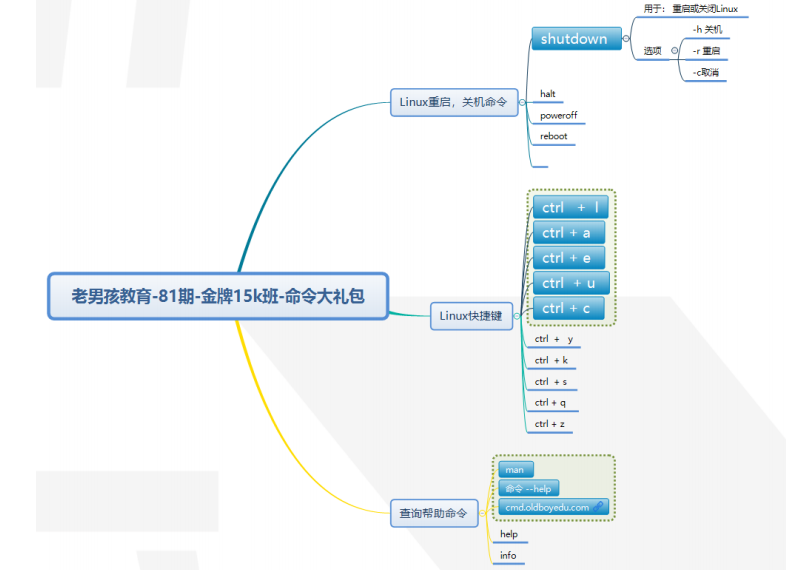 老男孩教育-81期-金牌15k班-命令大礼包
Linux重启，关机命令
shutdown
用于： 重启或关闭Linux
选项
-h 关机
-r 重启
-c取消
halt
poweroff
reboot
Linux快捷键
ctrl + l
ctrl + a
ctrl + e
ctrl + u
ctrl + c
ctrl + y
ctrl + k
ctrl + s
ctrl + q
ctrl + z
查询帮助命令
man
命令 --help
cmd.oldboyedu.com
help
info